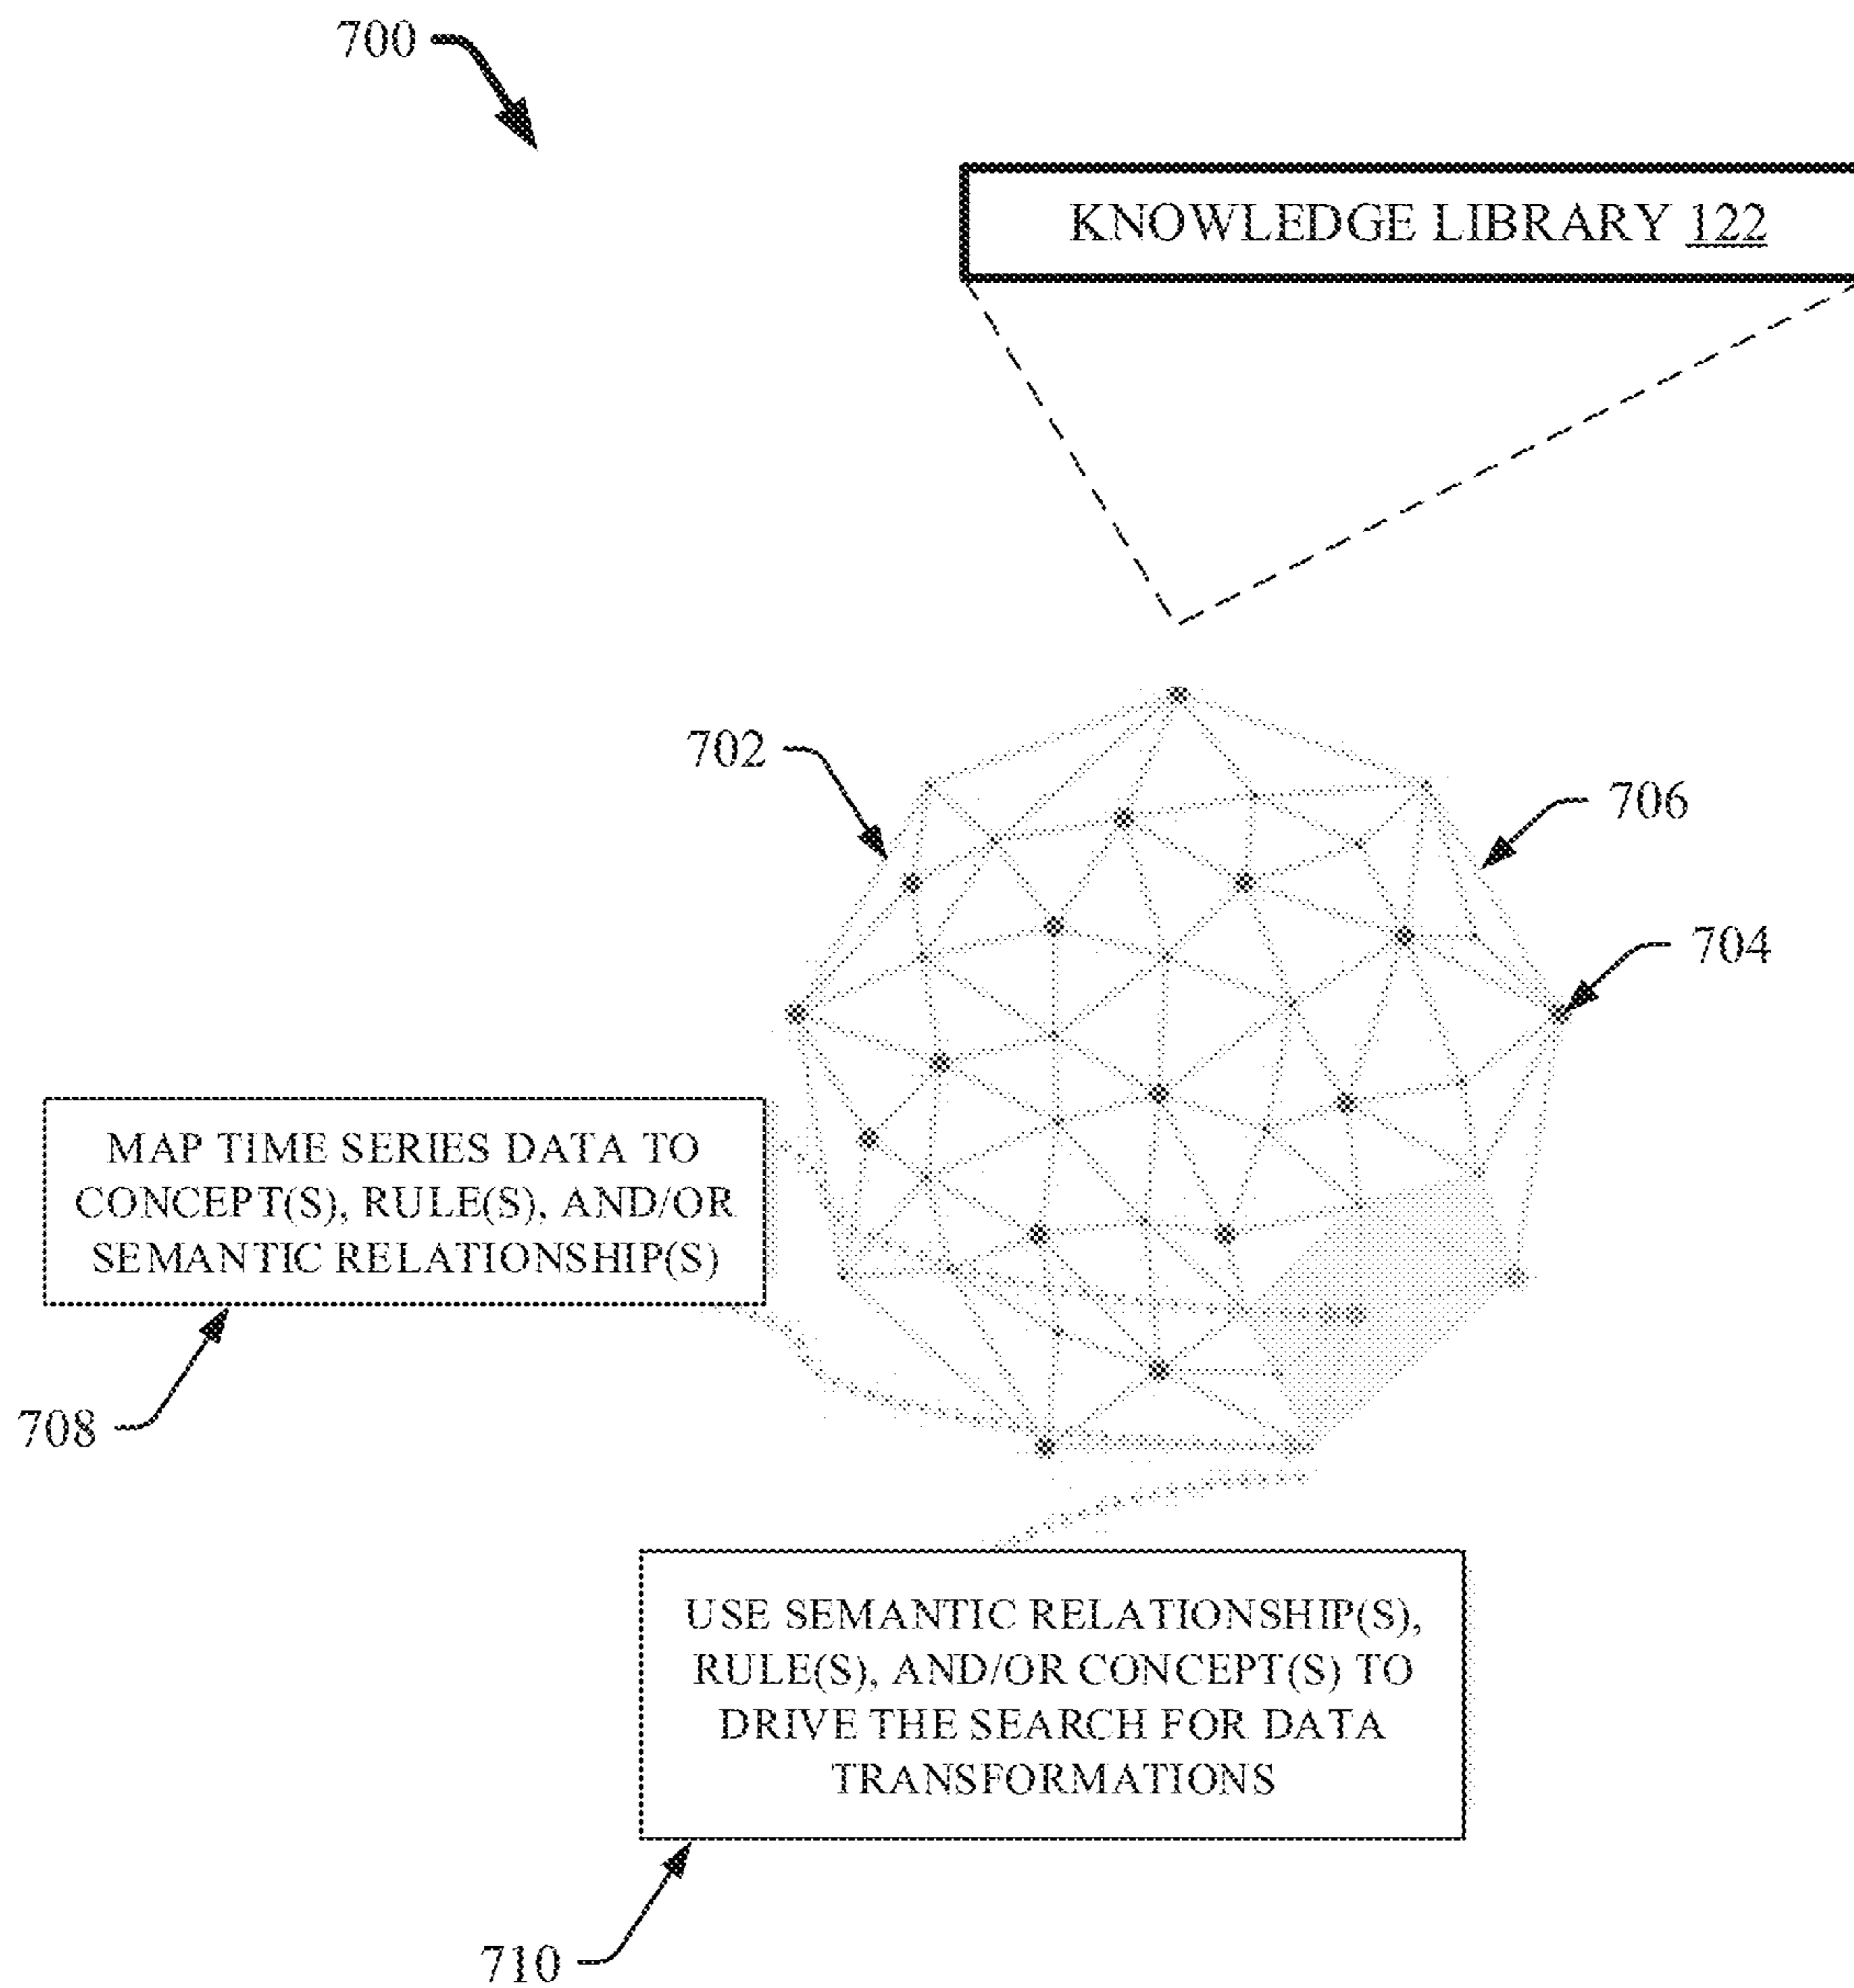 700
KNOWLEDGE LIBRARY 122
702
706
704
MAP TIME SERIES DATA TO
CONCEPT(S), RULE(S), AND/OR
SEMANTIC RELATIONSHIP(S)
708
USE SEMANTIC RELATIONSHIP(S),
RULE(S), AND/OR CONCEPT(S) TO
DRIVE THE SEARCH FOR DATA
TRANSFORMATIONS
710